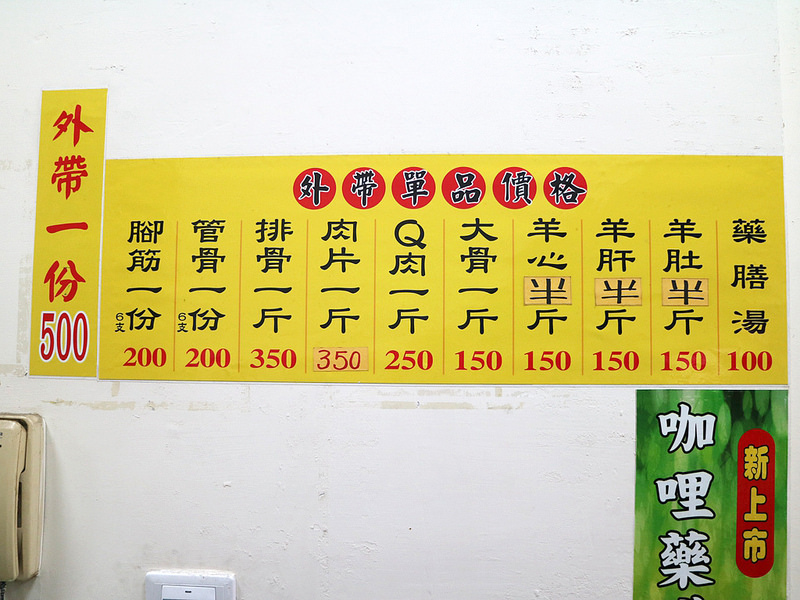 外帶一份
500
外帶單品價格
腳筋一份
6支
200
管骨一份
6支
200
排骨一斤
350
肉片一斤
350
Q肉一斤
250
大骨一斤
150
羊心半斤
150
羊肝半斤
150
羊肚半斤
150
藥膳湯
100
咖哩藥
新上市